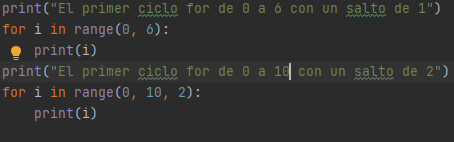 print("El primer ciclo for de 0 a 6 con un salto de 1")
for i in range(0, 6):
    print(i)
print("El primer ciclo for de 0 a 10 con un salto de 2")
for i in range(0, 10, 2):
    print(i)